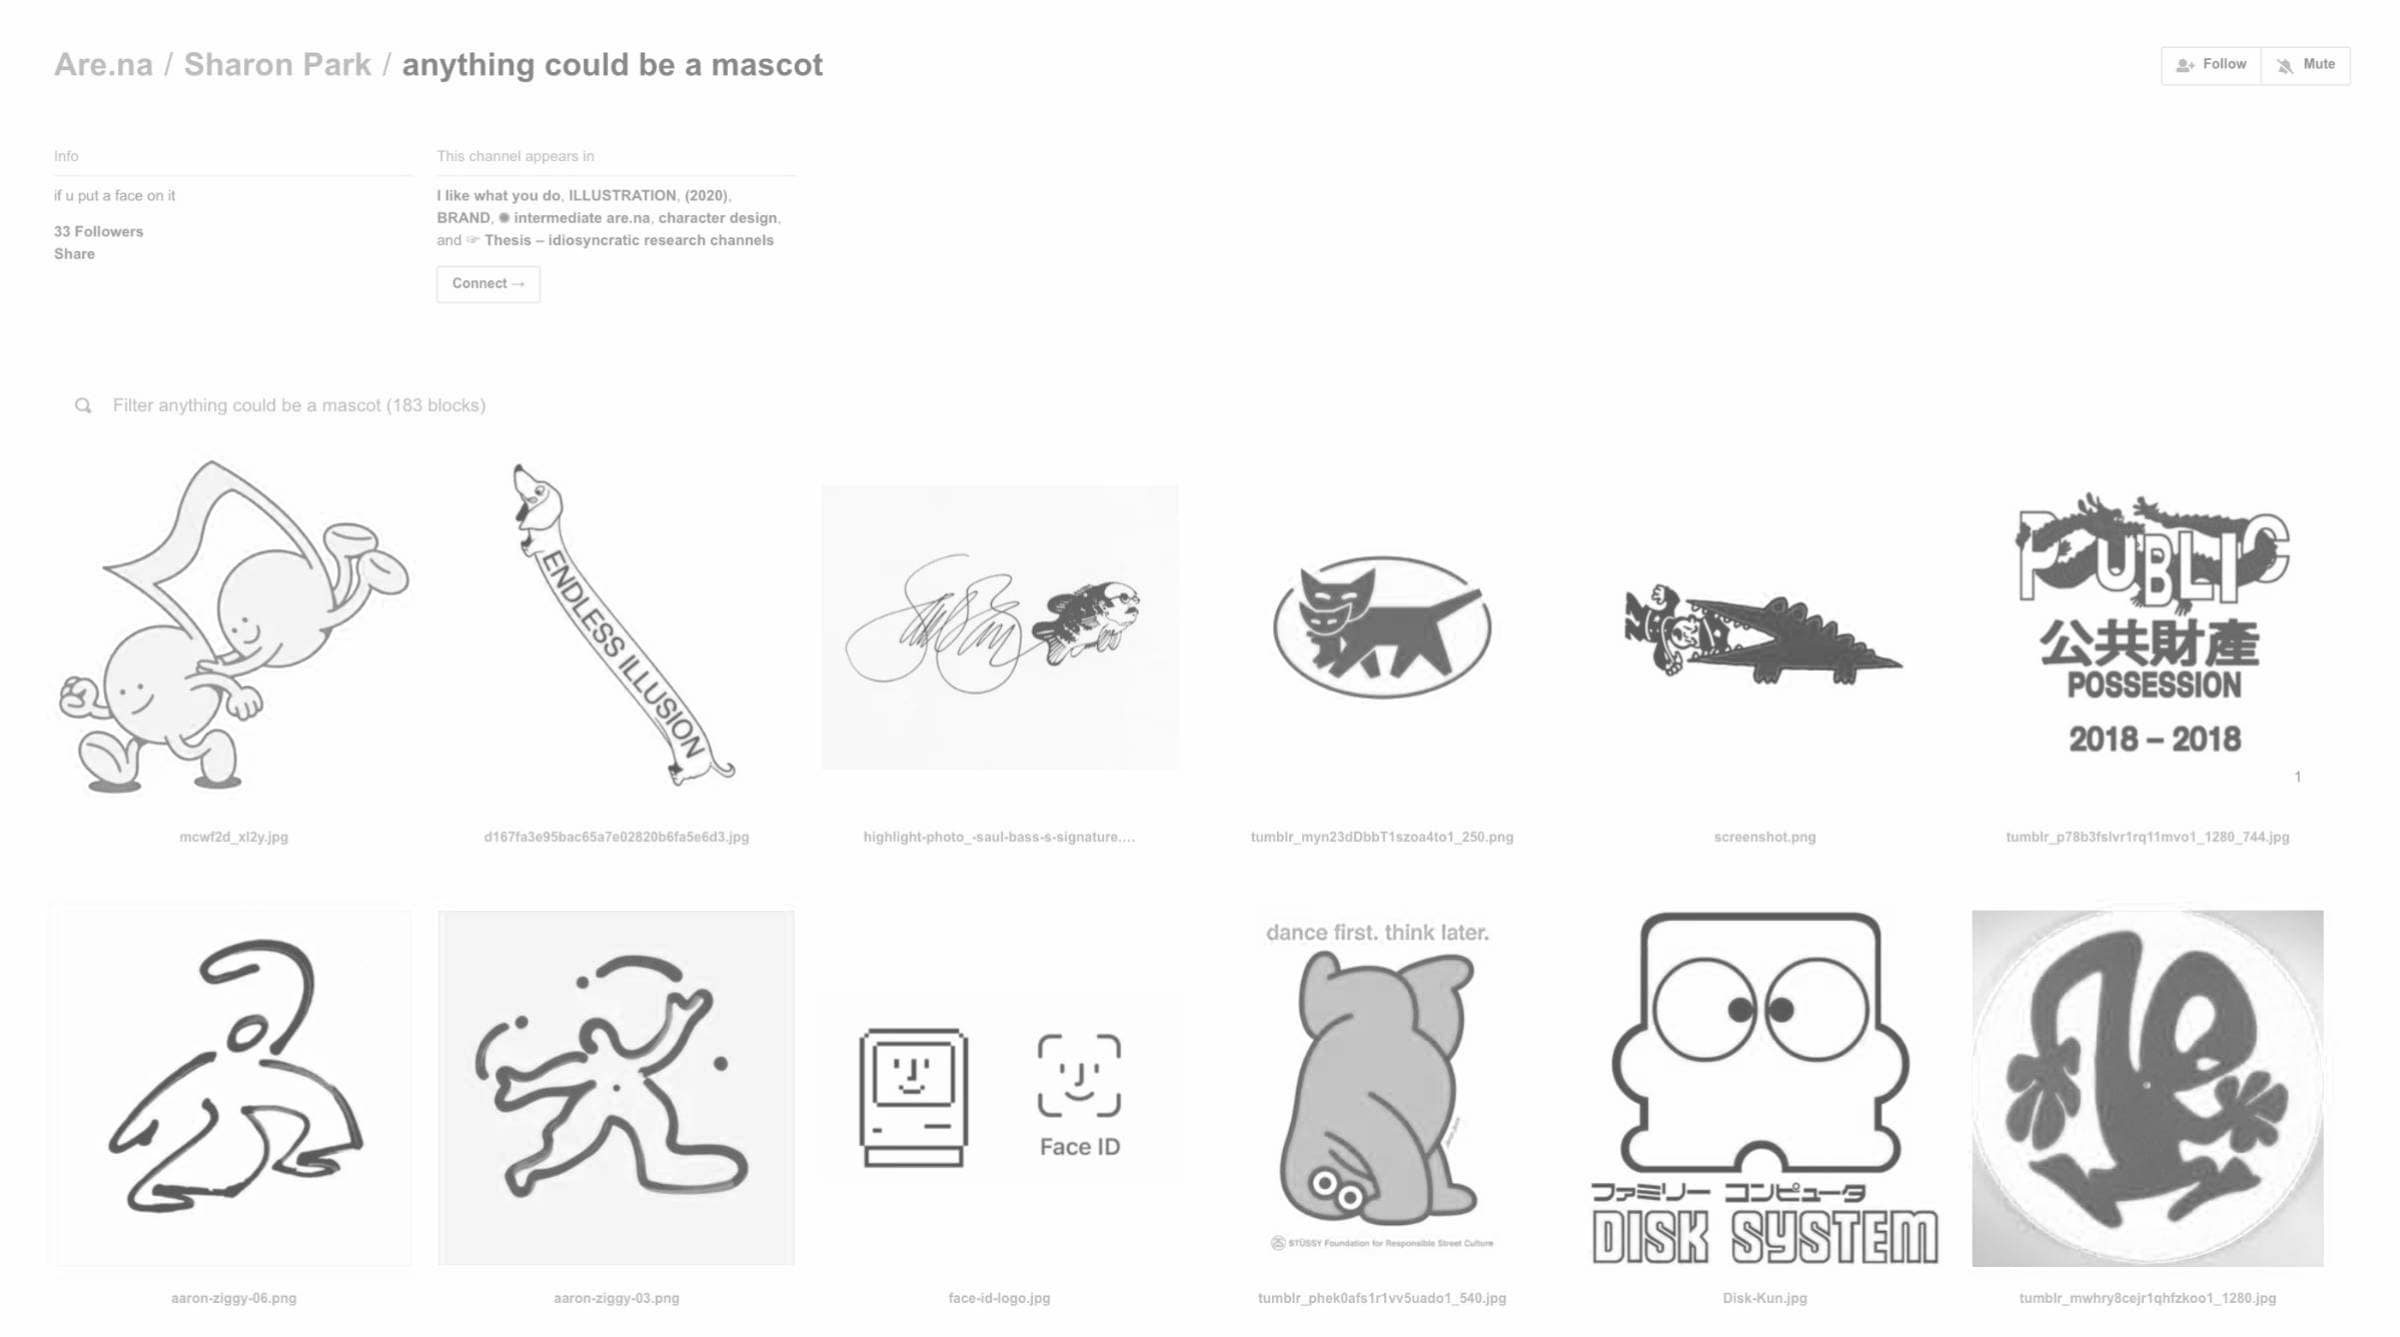 Are.na / Sharon Park / anything could be a mascot
Follow
Mute
Info
if u put a face on it
33 Followers
Share
This channel appears in
I like what you do, ILLUSTRATION, (2020),
BRAND, ✺ intermediate are.na, character design,
and ☞ Thesis – idiosyncratic research channels
Connect →
Filter anything could be a mascot (183 blocks)
ENDLESS ILLUSION
PUBLIC
公共財產
POSSESSION
2018 – 2018
1
mcwf2d_xl2y.jpg
d167fa3e95bac65a7e02820b6fa5e6d3.jpg
highlight-photo_-saul-bass-s-signature....
tumblr_myn23dDbbT1szoa4to1_250.png
screenshot.png
tumblr_p78b3fslvr1rq11mvo1_1280_744.jpg
Face ID
dance first. think later.
STÜSSY Foundation for Responsible Street Culture
ファミリー コンピュータ
DISK SYSTEM
aaron-ziggy-06.png
aaron-ziggy-03.png
face-id-logo.jpg
tumblr_phek0afs1r1vv5uado1_540.jpg
Disk-Kun.jpg
tumblr_mwhry8cejr1qhfzkoo1_1280.jpg